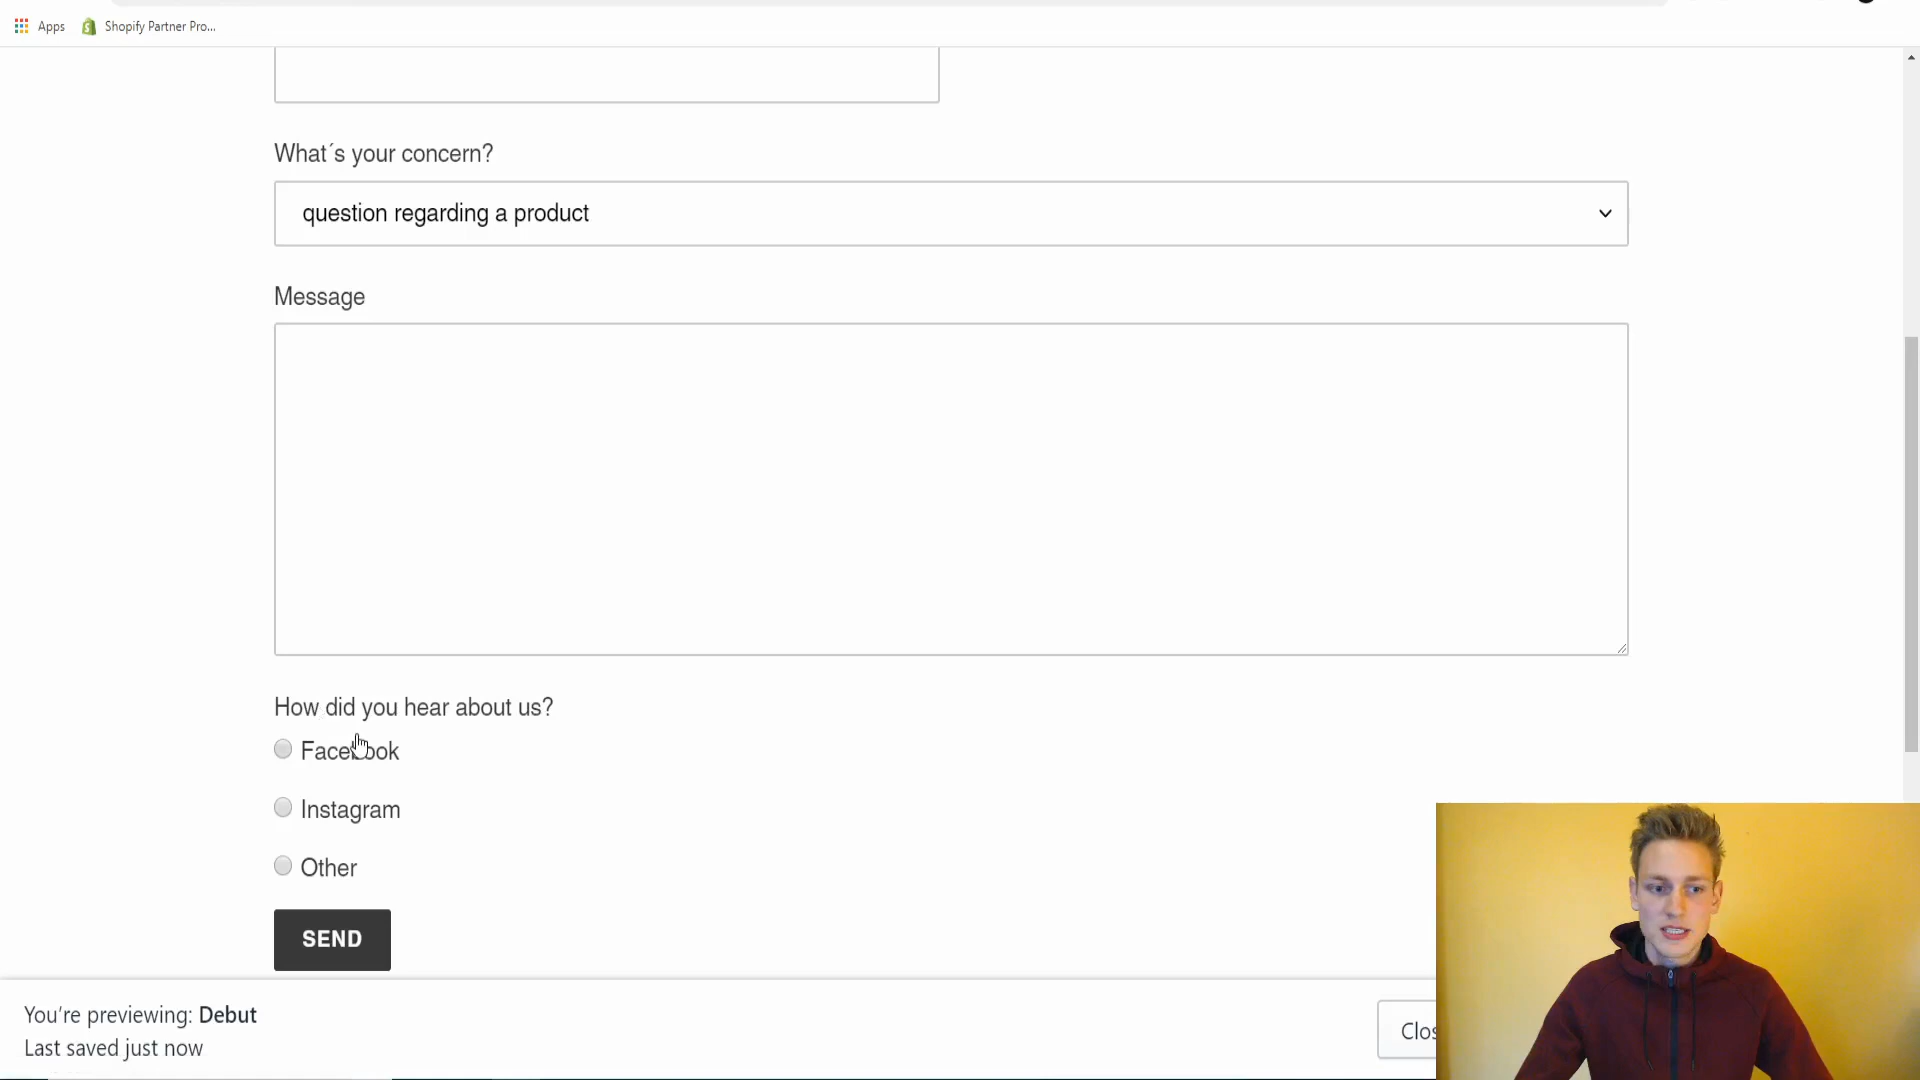 Apps Shopify Partner Pro...
What´s your concern?
question regarding a product
Message
How did you hear about us?
Facebook
Instagram
Other
SEND
You're previewing: Debut
Last saved just now